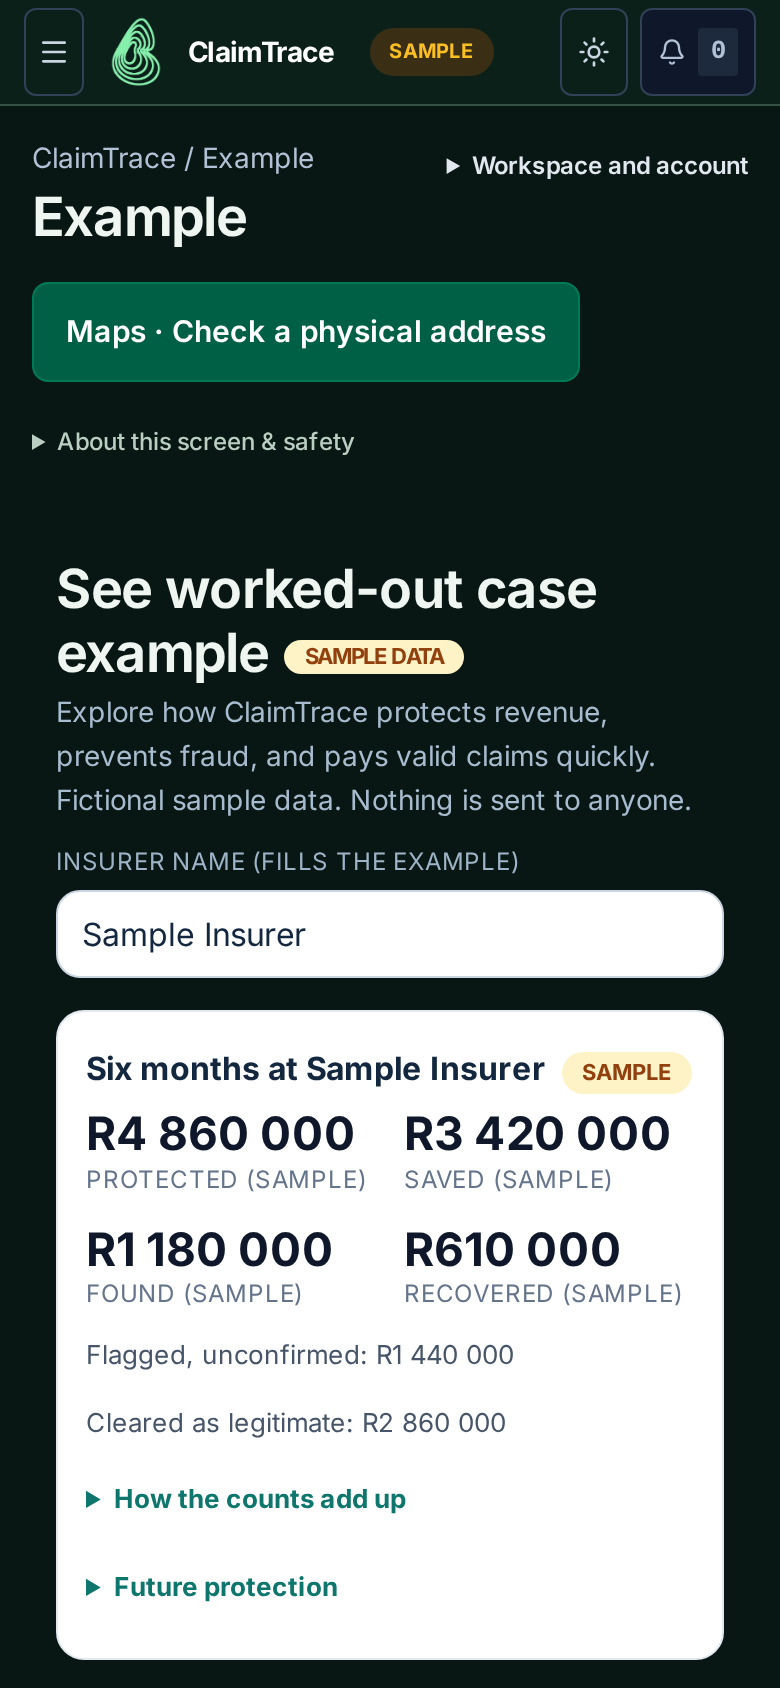 ClaimTrace
SAMPLE
0
ClaimTrace / Example
Workspace and account
Example
Maps · Check a physical address
About this screen & safety
See worked-out case
example SAMPLE DATA
Explore how ClaimTrace protects revenue,
prevents fraud, and pays valid claims quickly.
Fictional sample data. Nothing is sent to anyone.
INSURER NAME (FILLS THE EXAMPLE)
Sample Insurer
Six months at Sample Insurer SAMPLE
R4 860 000 R3 420 000
PROTECTED (SAMPLE) SAVED (SAMPLE)
R1 180 000 R610 000
FOUND (SAMPLE) RECOVERED (SAMPLE)
Flagged, unconfirmed: R1 440 000
Cleared as legitimate: R2 860 000
How the counts add up
Future protection